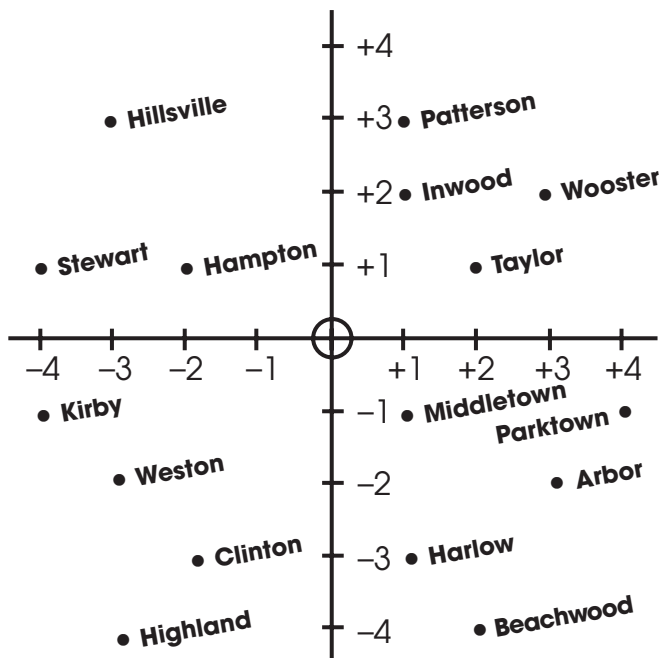 +4
Hillsville
+3
Patterson
+2
Inwood
Wooster
Stewart
Hampton
+1
Taylor
–4 –3 –2 –1 +1 +2 +3 +4
Kirby
–1
Middletown
Parktown
Weston
–2
Arbor
Clinton
–3
Harlow
Highland
–4
Beachwood